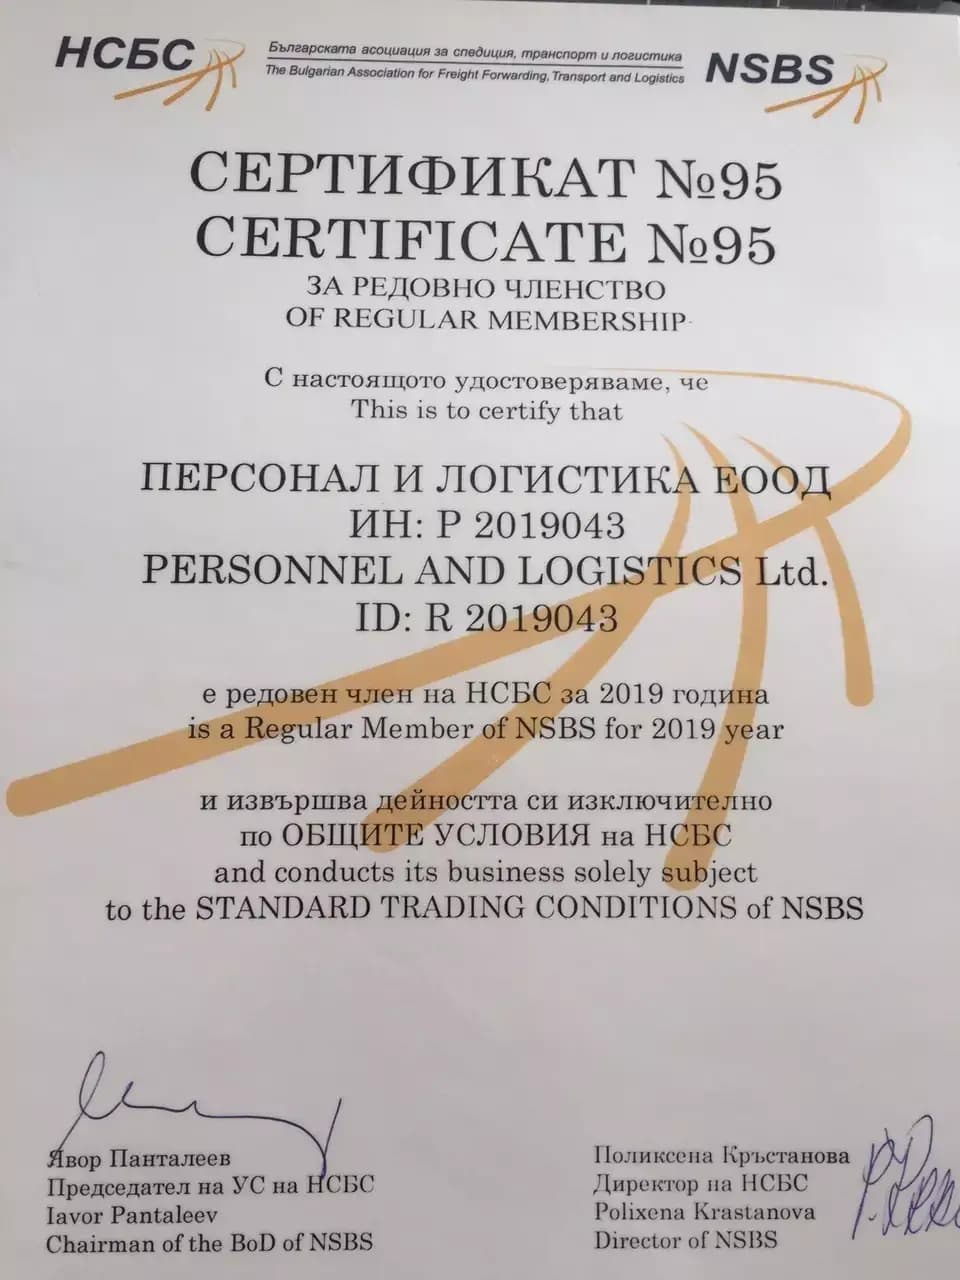 НСБС
Българската асоциация за спедиция, транспорт и логистика
The Bulgarian Association for Freight Forwarding, Transport and Logistics
NSBS
СЕРТИФИКАТ №95
CERTIFICATE №95
ЗА РЕДОВНО ЧЛЕНСТВО
OF REGULAR MEMBERSHIP
С настоящото удостоверяваме, че
This is to certify that
ПЕРСОНАЛ И ЛОГИСТИКА ЕООД
ИН: Р 2019043
PERSONNEL AND LOGISTICS Ltd.
ID: R 2019043
е редовен член на НСБС за 2019 година
is a Regular Member of NSBS for 2019 year
и извършва дейността си изключително
по ОБЩИТЕ УСЛОВИЯ на НСБС
and conducts its business solely subject
to the STANDARD TRADING CONDITIONS of NSBS
Явор Панталеев
Председател на УС на НСБС
Iavor Pantaleev
Chairman of the BoD of NSBS
Поликсена Кръстанова
Директор на НСБС
Polixena Krastanova
Director of NSBS